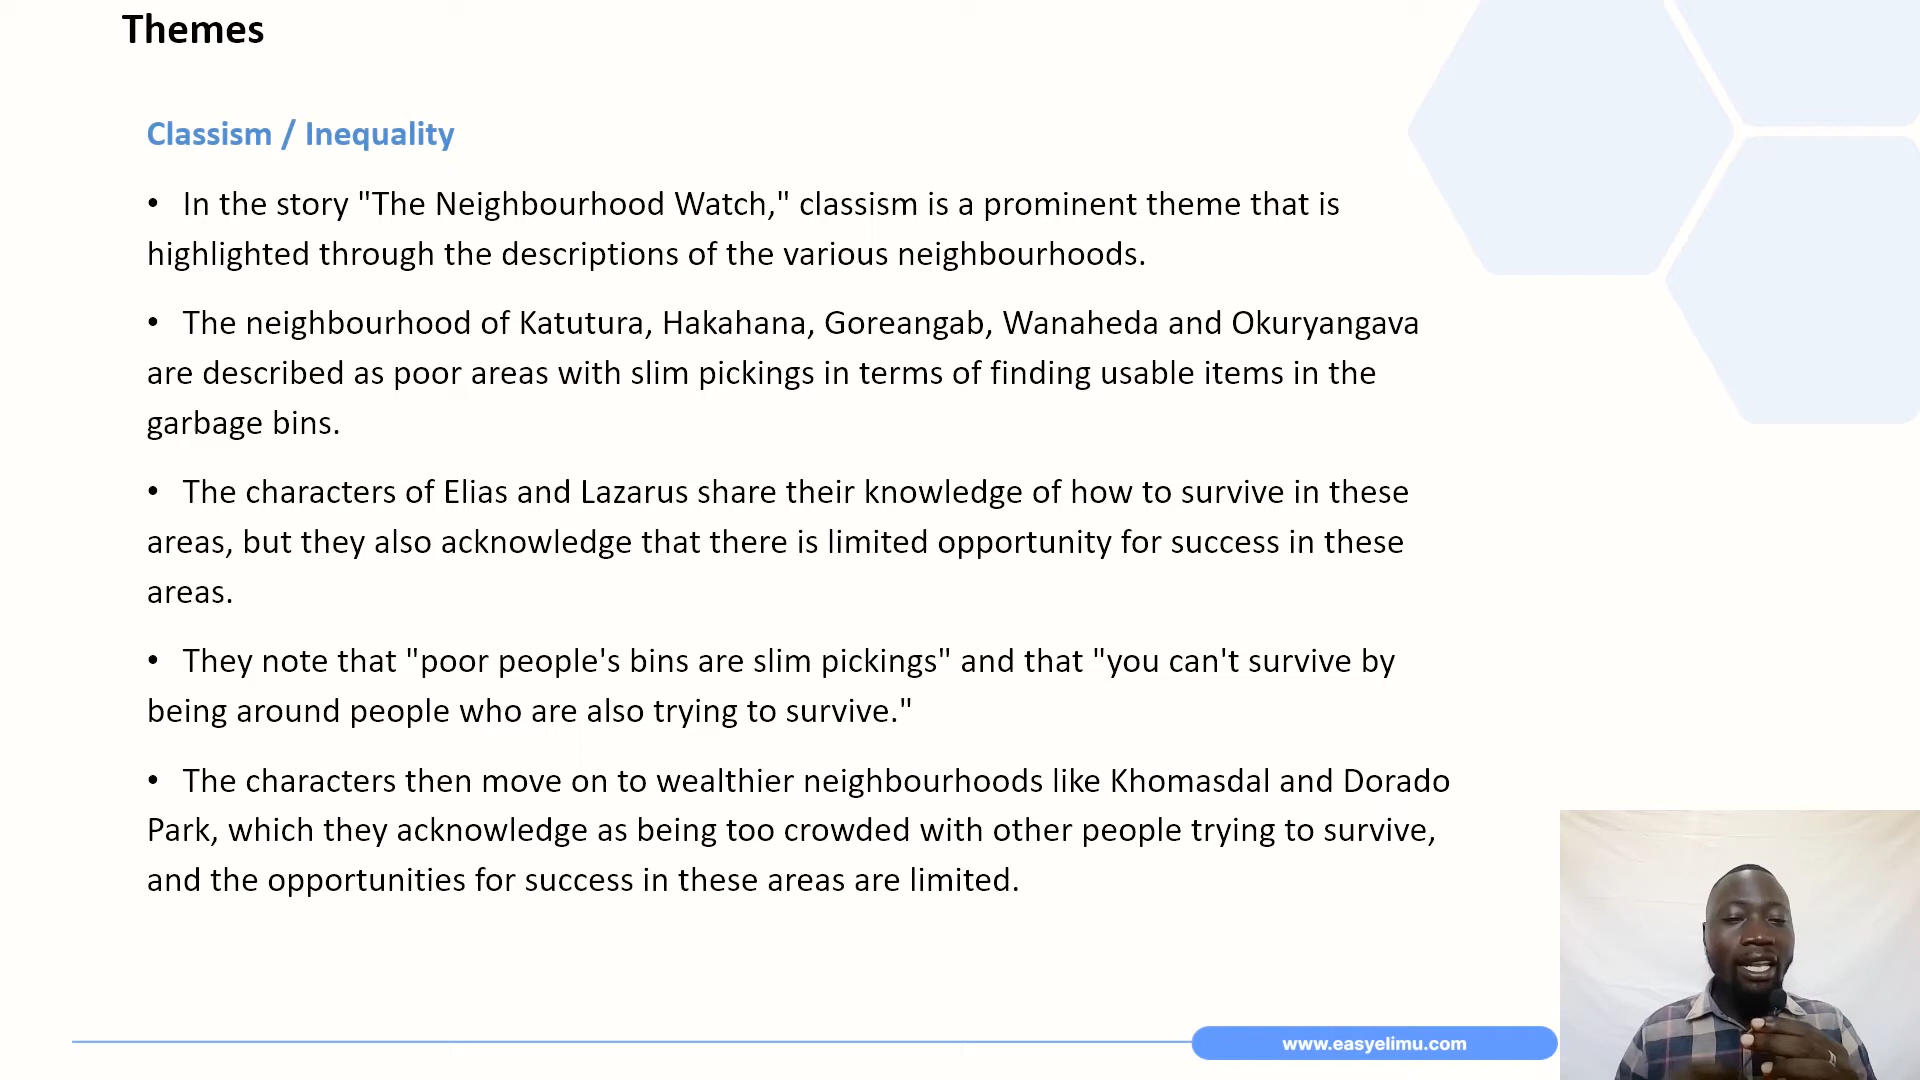 Themes
Classism / Inequality
• In the story "The Neighbourhood Watch," classism is a prominent theme that is
highlighted through the descriptions of the various neighbourhoods.
• The neighbourhood of Katutura, Hakahana, Goreangab, Wanaheda and Okuryangava
are described as poor areas with slim pickings in terms of finding usable items in the
garbage bins.
• The characters of Elias and Lazarus share their knowledge of how to survive in these
areas, but they also acknowledge that there is limited opportunity for success in these
areas.
• They note that "poor people's bins are slim pickings" and that "you can't survive by
being around people who are also trying to survive."
• The characters then move on to wealthier neighbourhoods like Khomasdal and Dorado
Park, which they acknowledge as being too crowded with other people trying to survive,
and the opportunities for success in these areas are limited.
www.easyelimu.com